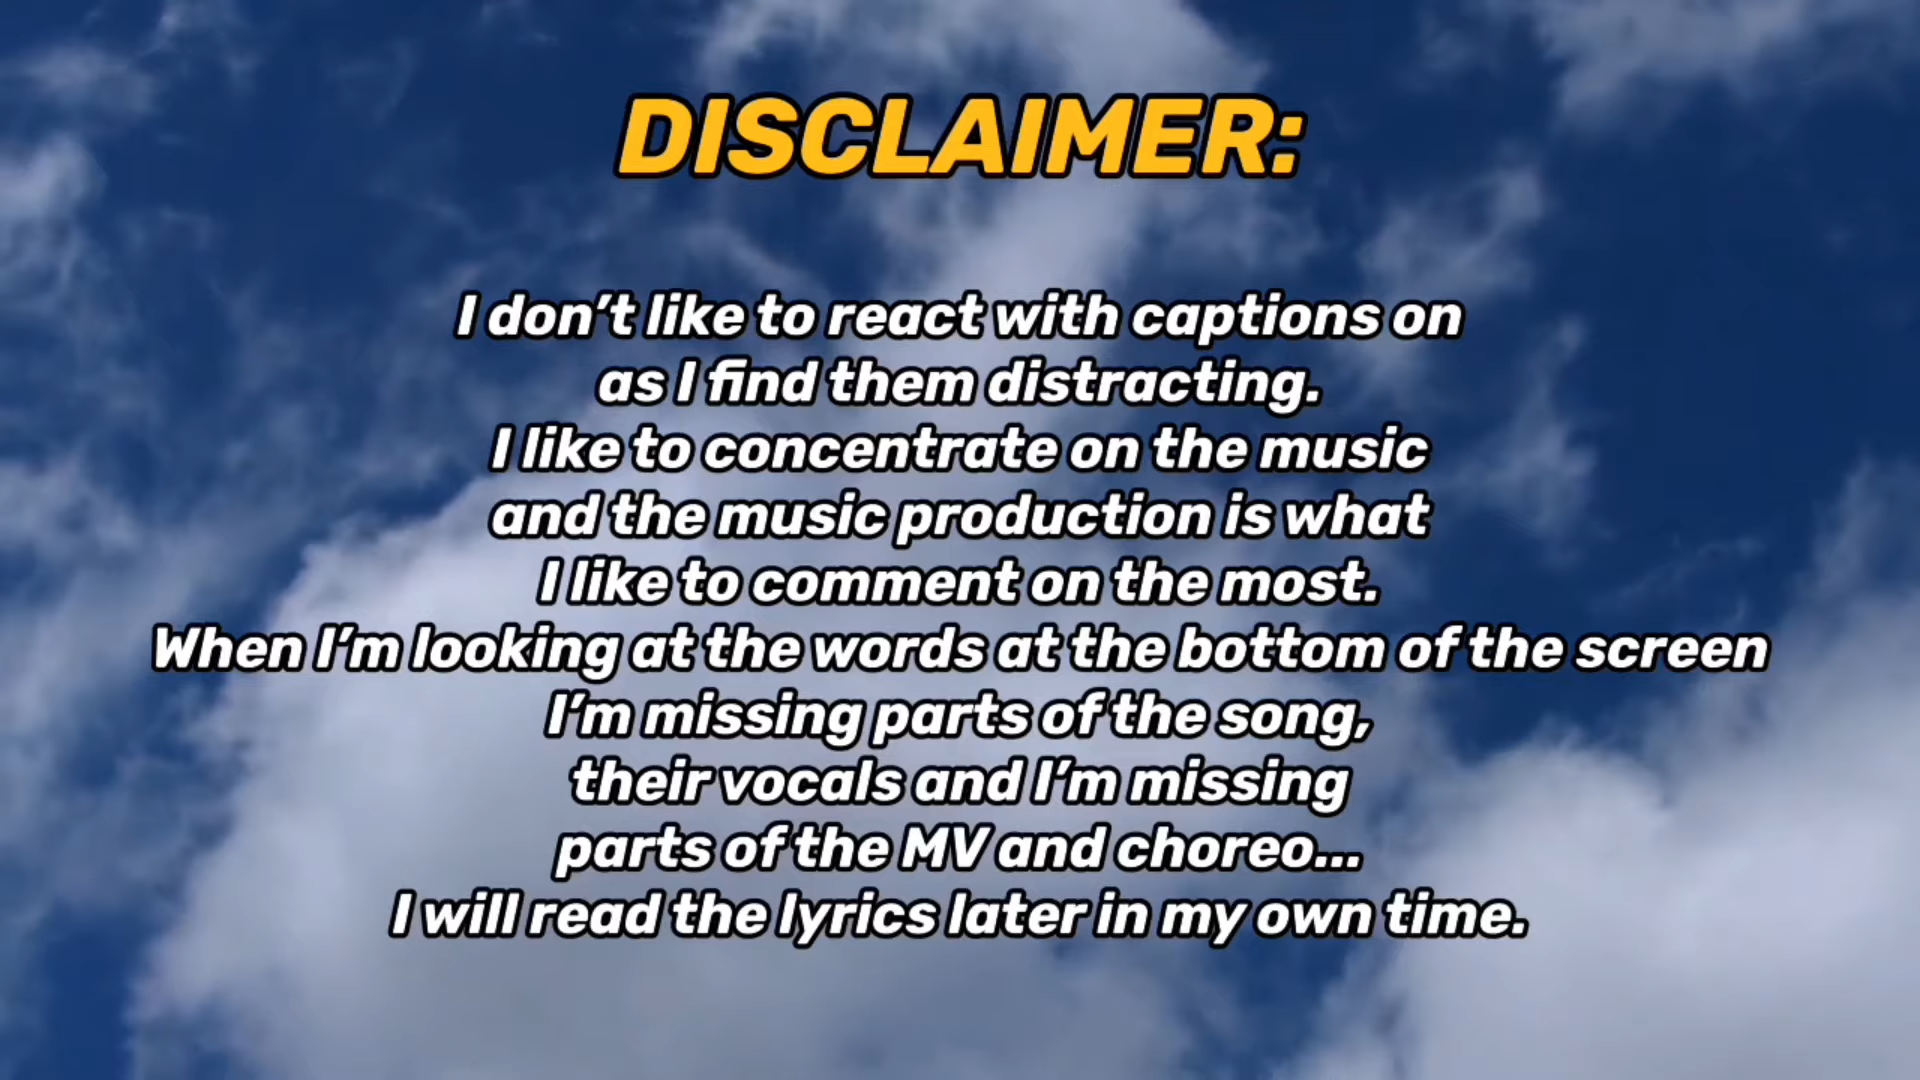 DISCLAIMER:
I don’t like to react with captions on
as I find them distracting.
I like to concentrate on the music
and the music production is what
I like to comment on the most.
When I’m looking at the words at the bottom of the screen
I’m missing parts of the song,
their vocals and I’m missing
parts of the MV and choreo...
I will read the lyrics later in my own time.